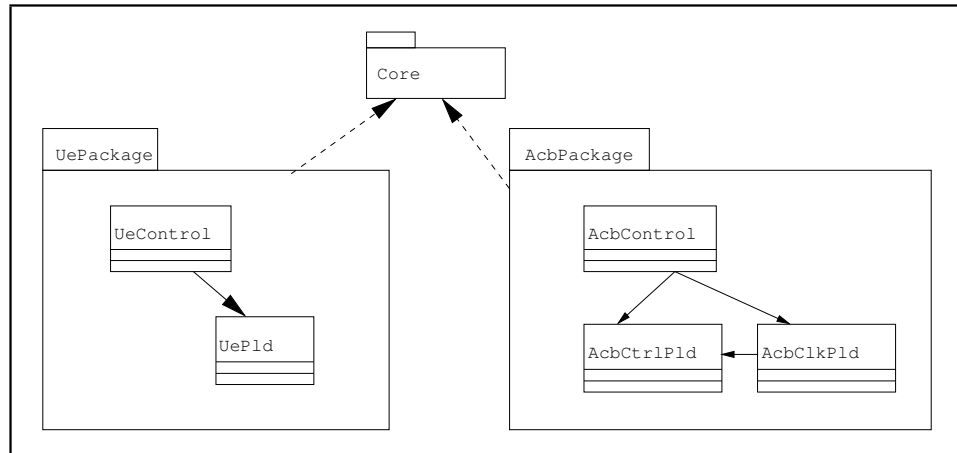 Core
UePackage
AcbPackage
UeControl
AcbControl
UePld
AcbCtrlPld
AcbClkPld